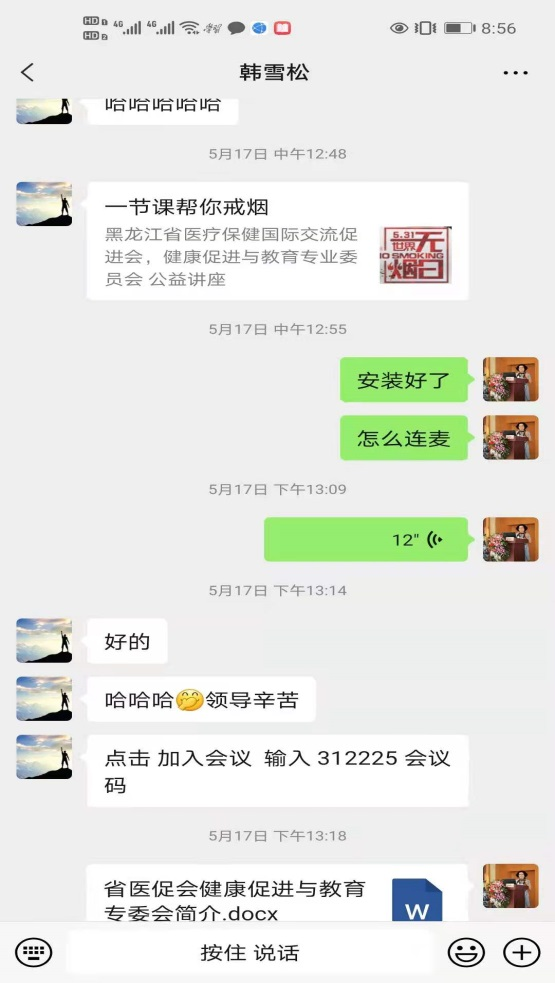 HD 1 4G 4G 8:56
HD 2
韩雪松
哈哈哈哈哈
5月17日 中午12:48
一节课帮你戒烟
黑龙江省医疗保健国际交流促
进会，健康促进与教育专业委
员会 公益讲座
5.31
世界无
NO SMOKING
烟日
5月17日 中午12:55
安装好了
怎么连麦
5月17日 下午13:09
12"
5月17日 下午13:14
好的
哈哈哈🤭领导辛苦
点击 加入会议 输入 312225 会议
码
5月17日 下午13:18
省医促会健康促进与教育
专委会简介.docx
W
按住 说话